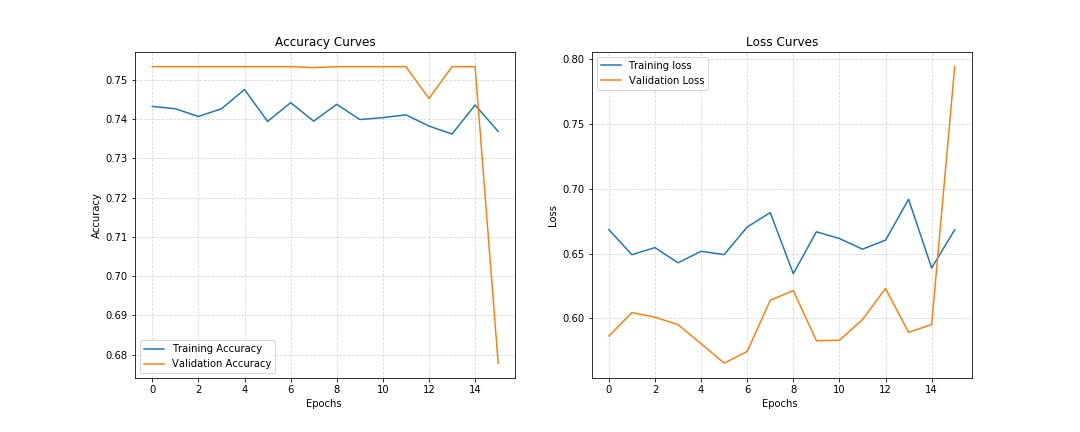 Accuracy Curves
Accuracy
0.75
0.74
0.73
0.72
0.71
0.70
0.69
0.68
Training Accuracy
Validation Accuracy
0 2 4 6 8 10 12 14
Epochs
Loss Curves
Loss
0.80
0.75
0.70
0.65
0.60
Training loss
Validation Loss
0 2 4 6 8 10 12 14
Epochs